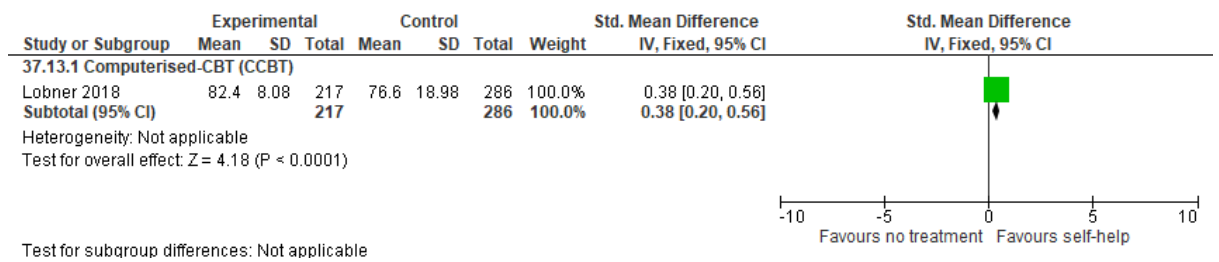 Experimental Control Std. Mean Difference Std. Mean Difference
Study or Subgroup Mean SD Total Mean SD Total Weight IV, Fixed, 95% CI IV, Fixed, 95% CI
37.13.1 Computerised-CBT (CCBT)
Lobner 2018 82.4 8.08 217 76.6 18.98 286 100.0% 0.38 [0.20, 0.56]
Subtotal (95% CI) 217 286 100.0% 0.38 [0.20, 0.56]
Heterogeneity: Not applicable
Test for overall effect: Z = 4.18 (P < 0.0001)
-10 -5 0 5 10
Favours no treatment Favours self-help
Test for subgroup differences: Not applicable